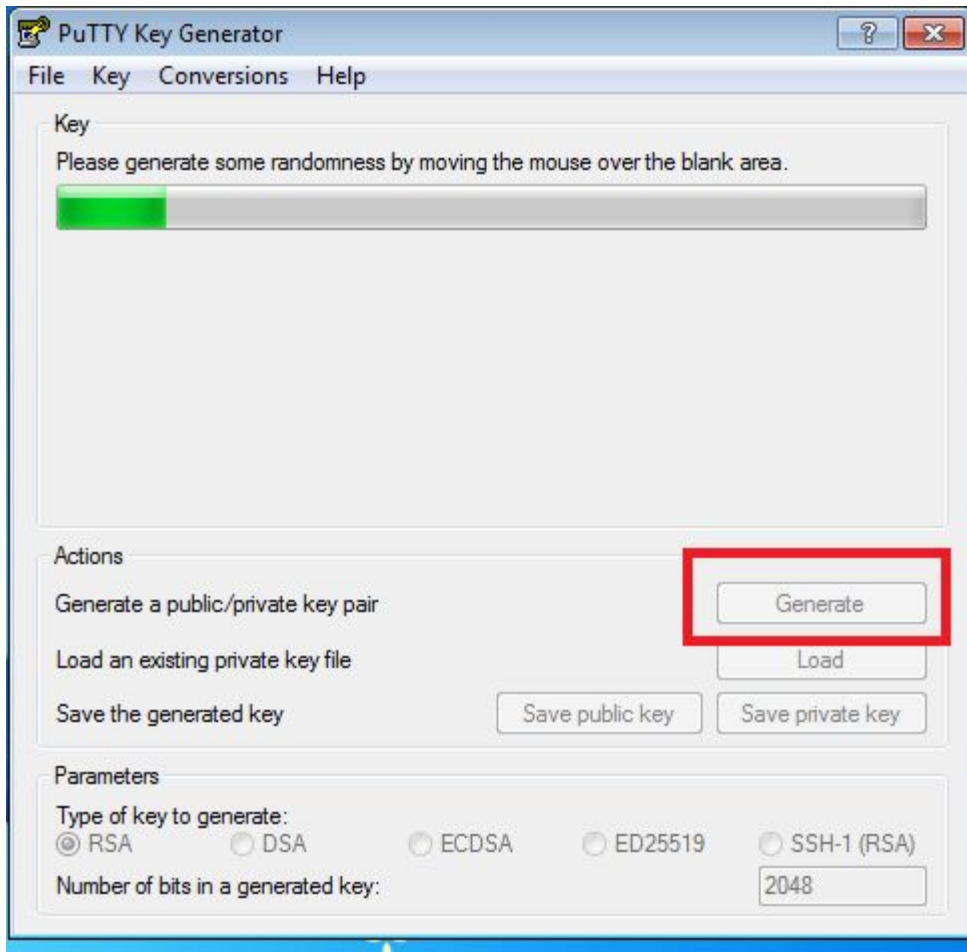 PuTTY Key Generator
File Key Conversions Help
Key
Please generate some randomness by moving the mouse over the blank area.
Actions
Generate a public/private key pair Generate
Load an existing private key file Load
Save the generated key Save public key Save private key
Parameters
Type of key to generate:
RSA DSA ECDSA ED25519 SSH-1 (RSA)
Number of bits in a generated key: 2048